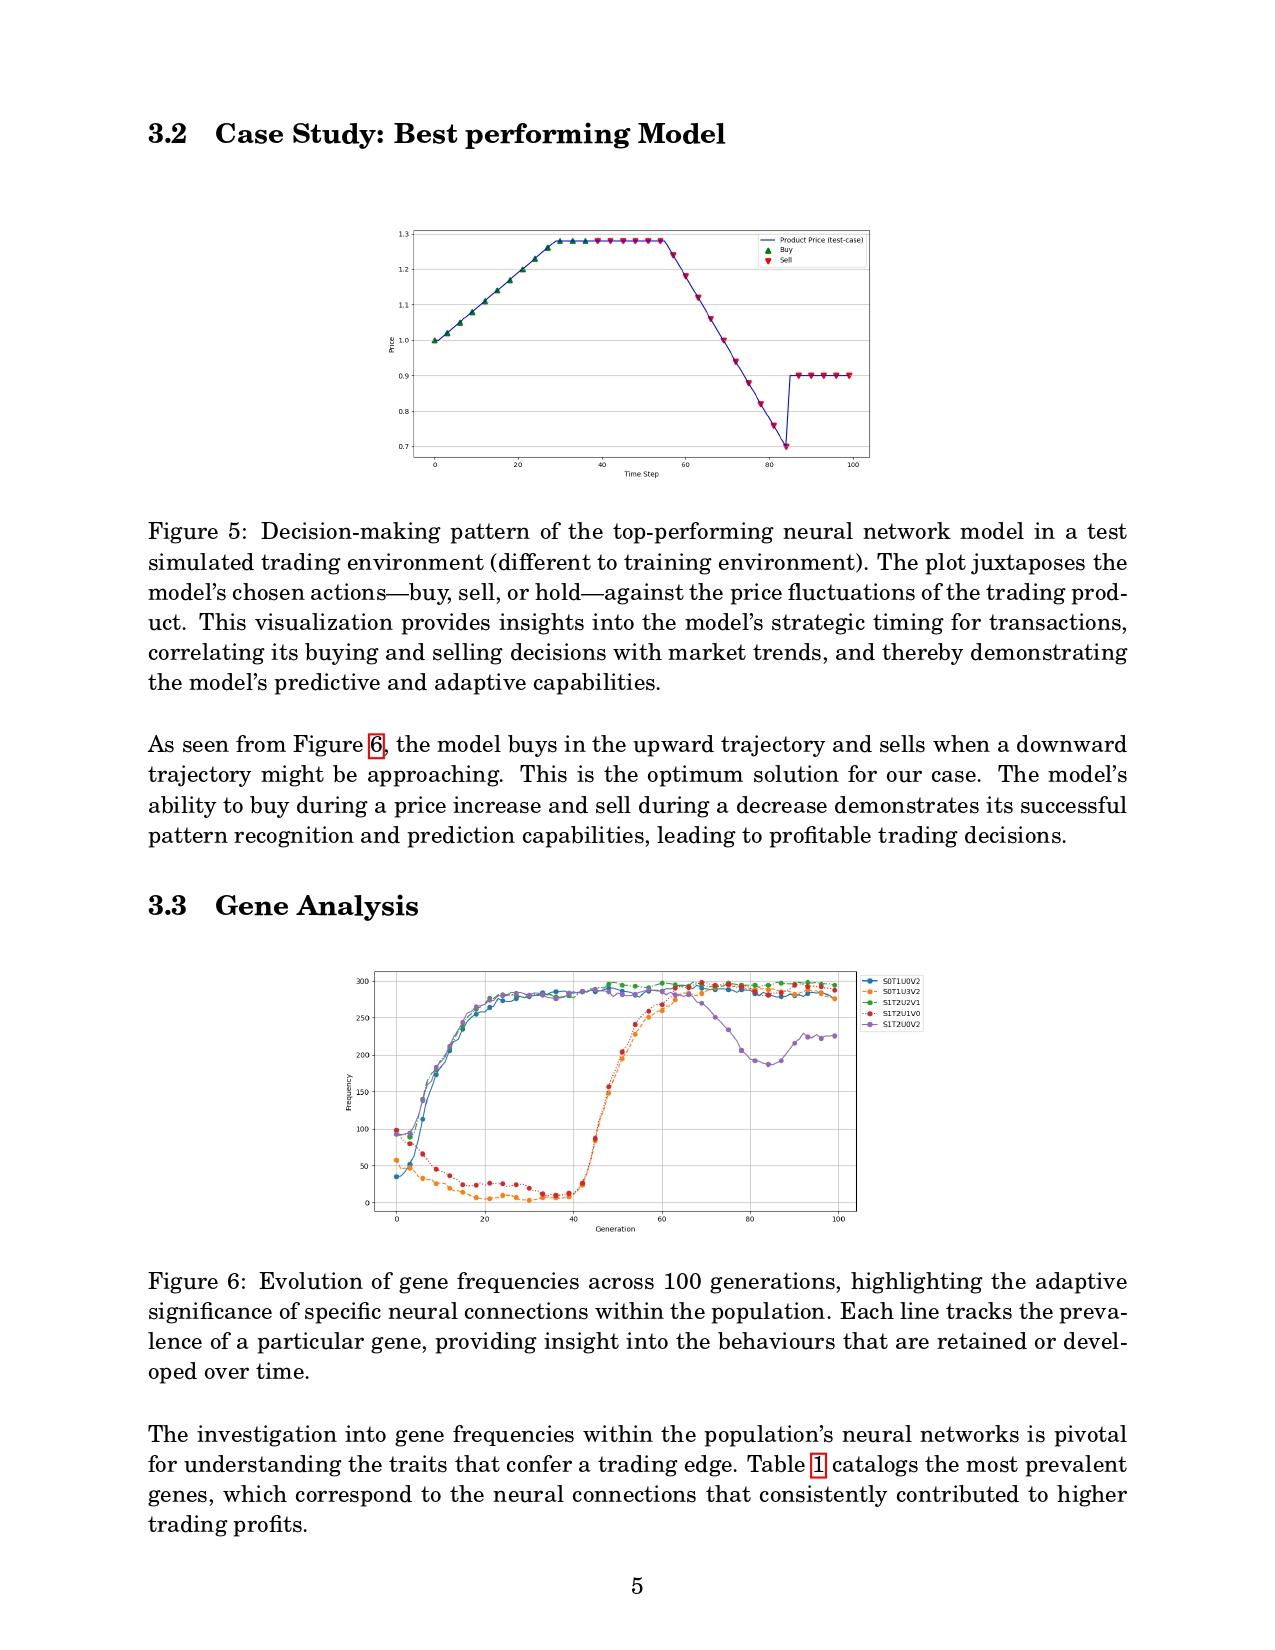 3.2 Case Study: Best performing Model
1.3
1.2
1.1
1.0
0.9
0.8
0.7
Price
Product Price (test-case)
Buy
Sell
0 20 40 60 80 100
Time Step
Figure 5: Decision-making pattern of the top-performing neural network model in a test
simulated trading environment (different to training environment). The plot juxtaposes the
model's chosen actions—buy, sell, or hold—against the price fluctuations of the trading prod-
uct. This visualization provides insights into the model's strategic timing for transactions,
correlating its buying and selling decisions with market trends, and thereby demonstrating
the model's predictive and adaptive capabilities.
As seen from Figure 6, the model buys in the upward trajectory and sells when a downward
trajectory might be approaching. This is the optimum solution for our case. The model's
ability to buy during a price increase and sell during a decrease demonstrates its successful
pattern recognition and prediction capabilities, leading to profitable trading decisions.
3.3 Gene Analysis
300
250
200
150
100
50
0
Frequency
S0T1U0V2
S0T1U3V2
S1T2U2V1
S1T2U1V0
S1T2U0V2
0 20 40 60 80 100
Generation
Figure 6: Evolution of gene frequencies across 100 generations, highlighting the adaptive
significance of specific neural connections within the population. Each line tracks the preva-
lence of a particular gene, providing insight into the behaviours that are retained or devel-
oped over time.
The investigation into gene frequencies within the population's neural networks is pivotal
for understanding the traits that confer a trading edge. Table 1 catalogs the most prevalent
genes, which correspond to the neural connections that consistently contributed to higher
trading profits.
5